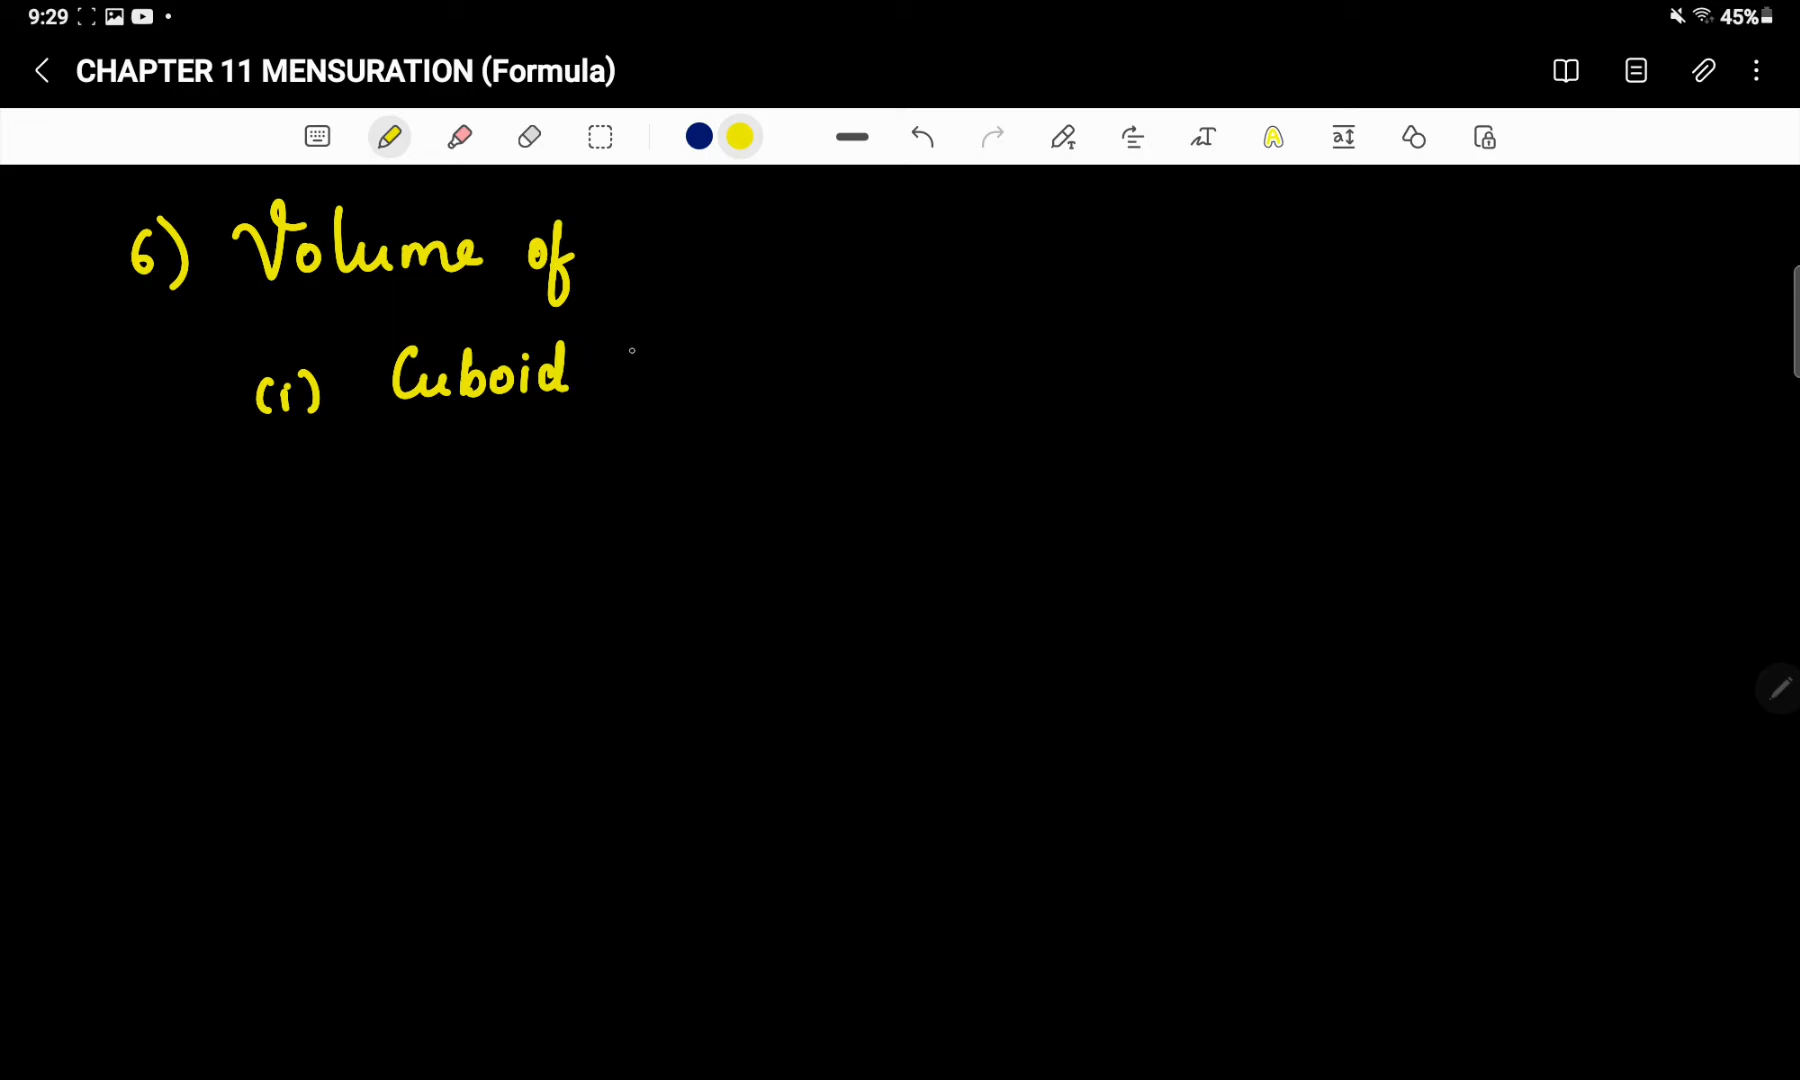 9:29 45%
CHAPTER 11 MENSURATION (Formula)
6) Volume of
(i) Cuboid